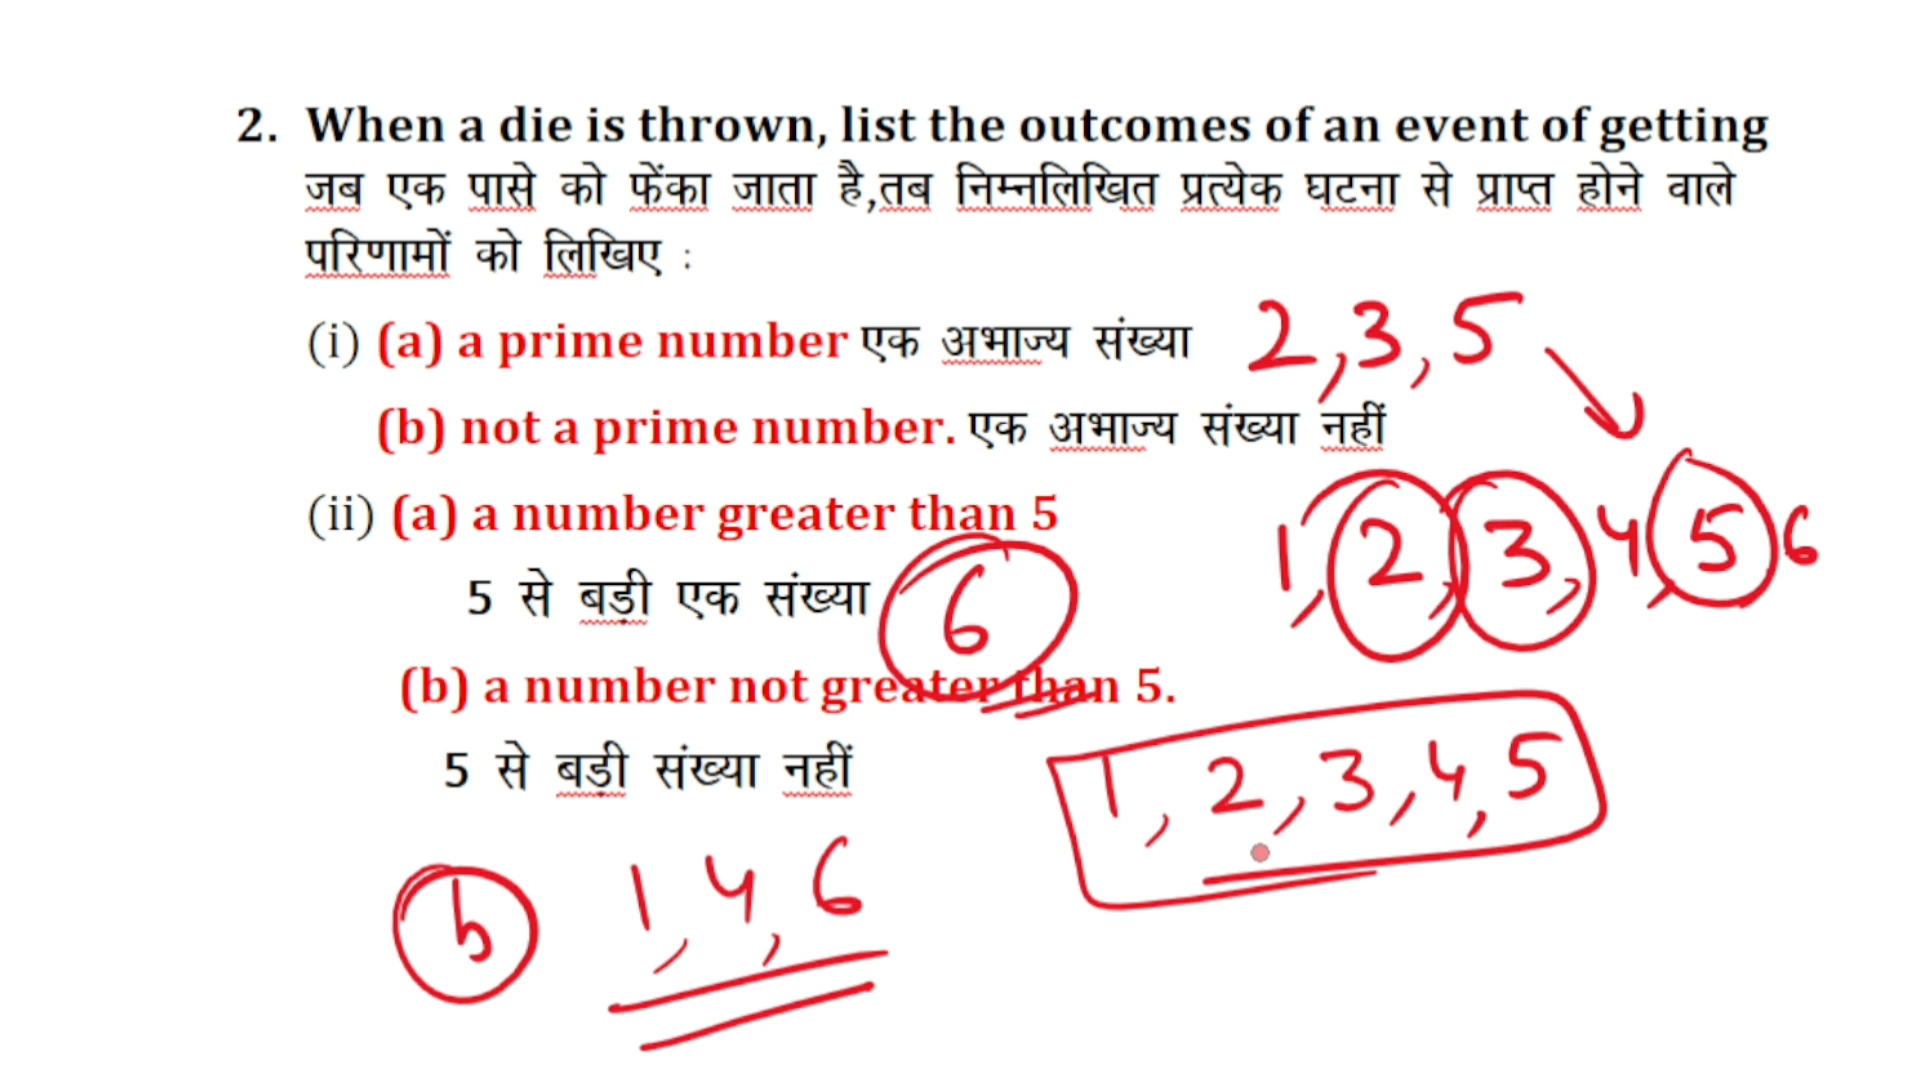 2. When a die is thrown, list the outcomes of an event of getting
जब एक पासे को फेंका जाता है,तब निम्नलिखित प्रत्येक घटना से प्राप्त होने वाले
परिणामों को लिखिए :
(i) (a) a prime number एक अभाज्य संख्या 2,3,5
(b) not a prime number. एक अभाज्य संख्या नहीं
(ii) (a) a number greater than 5
1, 2, 3, 4, 5 6
5 से बड़ी एक संख्या 6
(b) a number not greater than 5.
5 से बड़ी संख्या नहीं
1, 2, 3, 4, 5
b 1, 4, 6